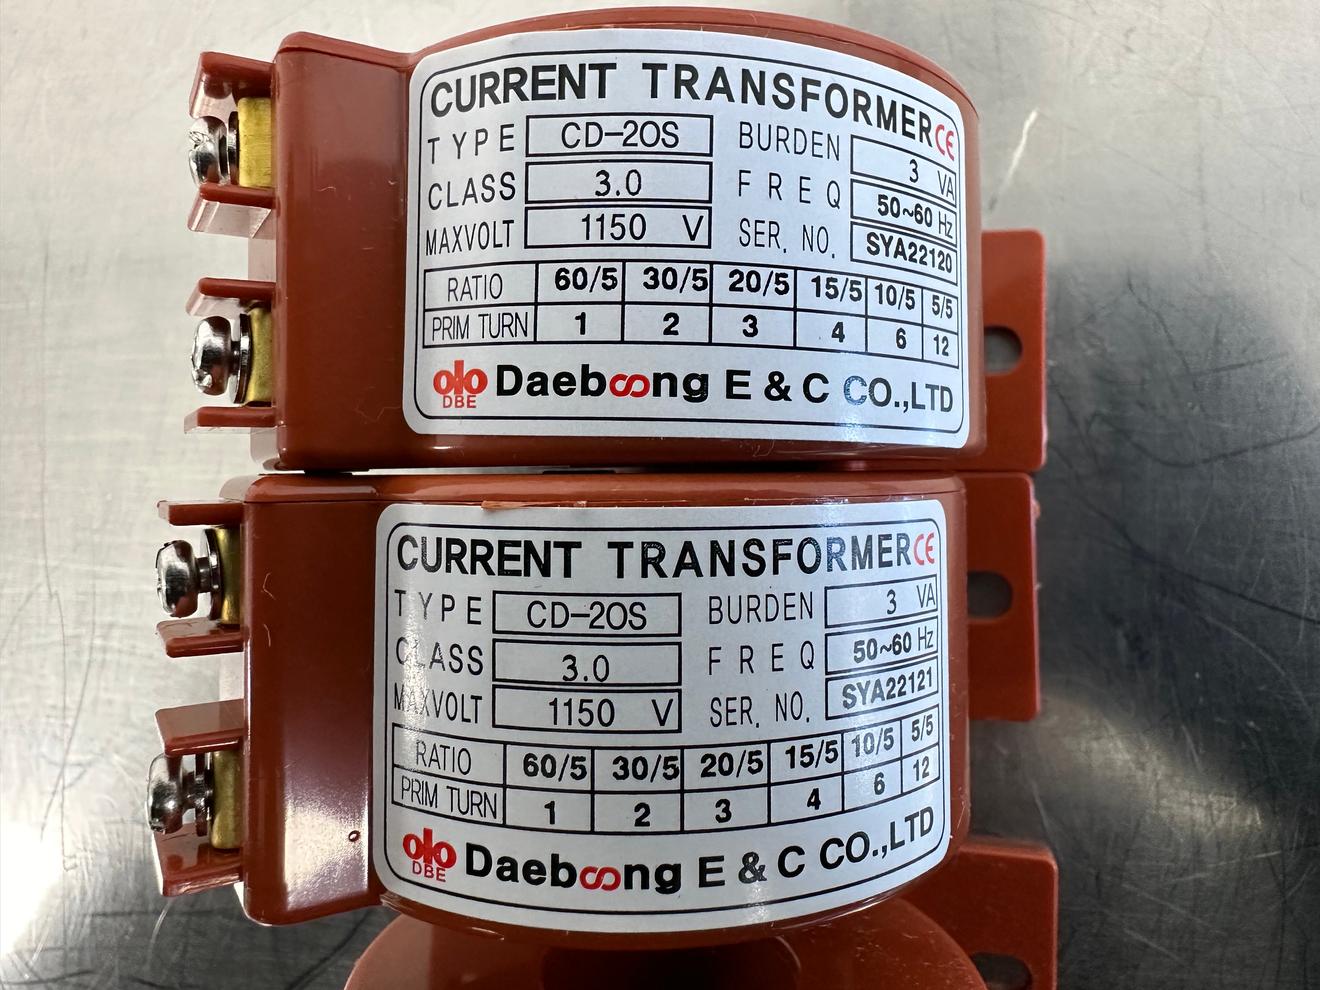 CURRENT TRANSFORMER CE
TYPE CD-20S BURDEN 3 VA
CLASS 3.0 FREQ 50~60 Hz
MAXVOLT 1150 V SER. NO. SYA22120
RATIO 60/5 30/5 20/5 15/5 10/5 5/5
PRIM TURN 1 2 3 4 6 12
DBE Daeboong E & C CO.,LTD
CURRENT TRANSFORMER CE
TYPE CD-20S BURDEN 3 VA
CLASS 3.0 FREQ 50~60 Hz
MAXVOLT 1150 V SER. NO. SYA22121
RATIO 60/5 30/5 20/5 15/5 10/5 5/5
PRIM TURN 1 2 3 4 6 12
DBE Daeboong E & C CO.,LTD